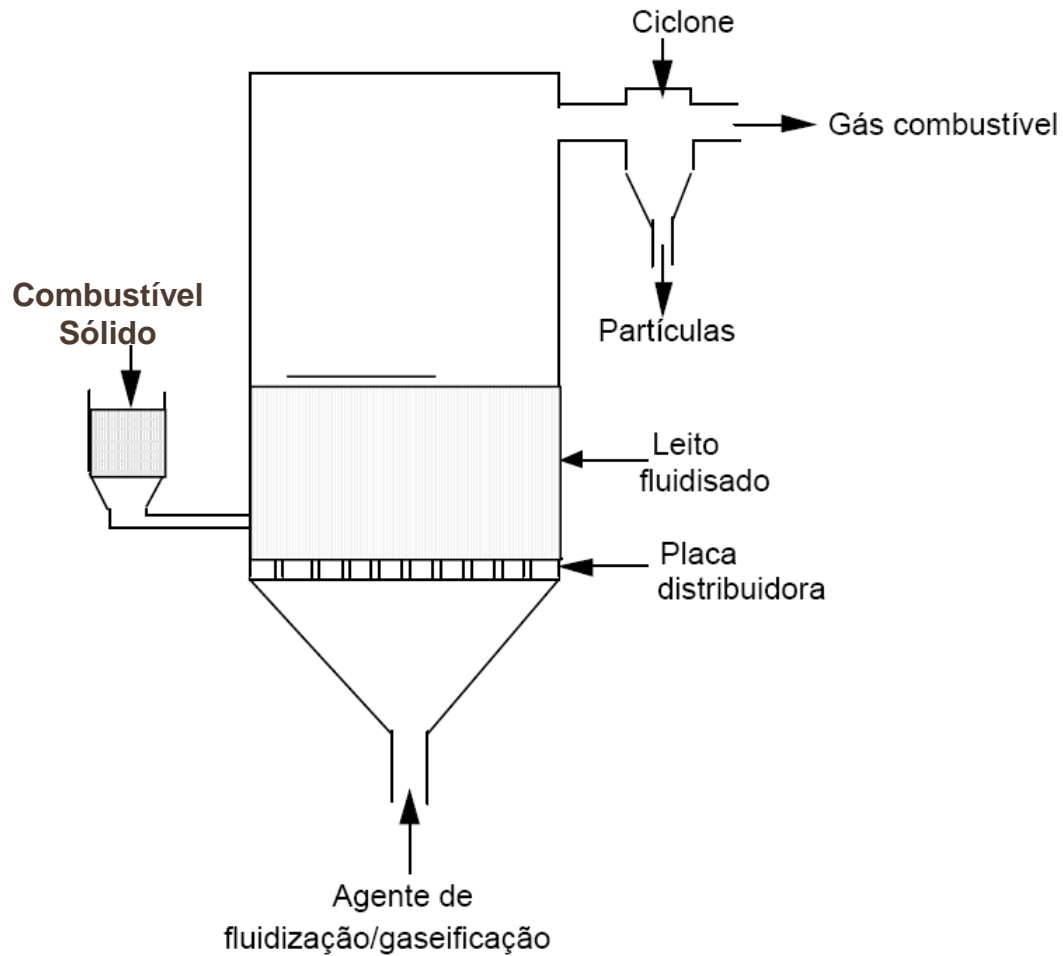 Ciclone
Gás combustível
Combustível
Sólido
Partículas
Leito
fluidisado
Placa
distribuidora
Agente de
fluidização/gaseificação